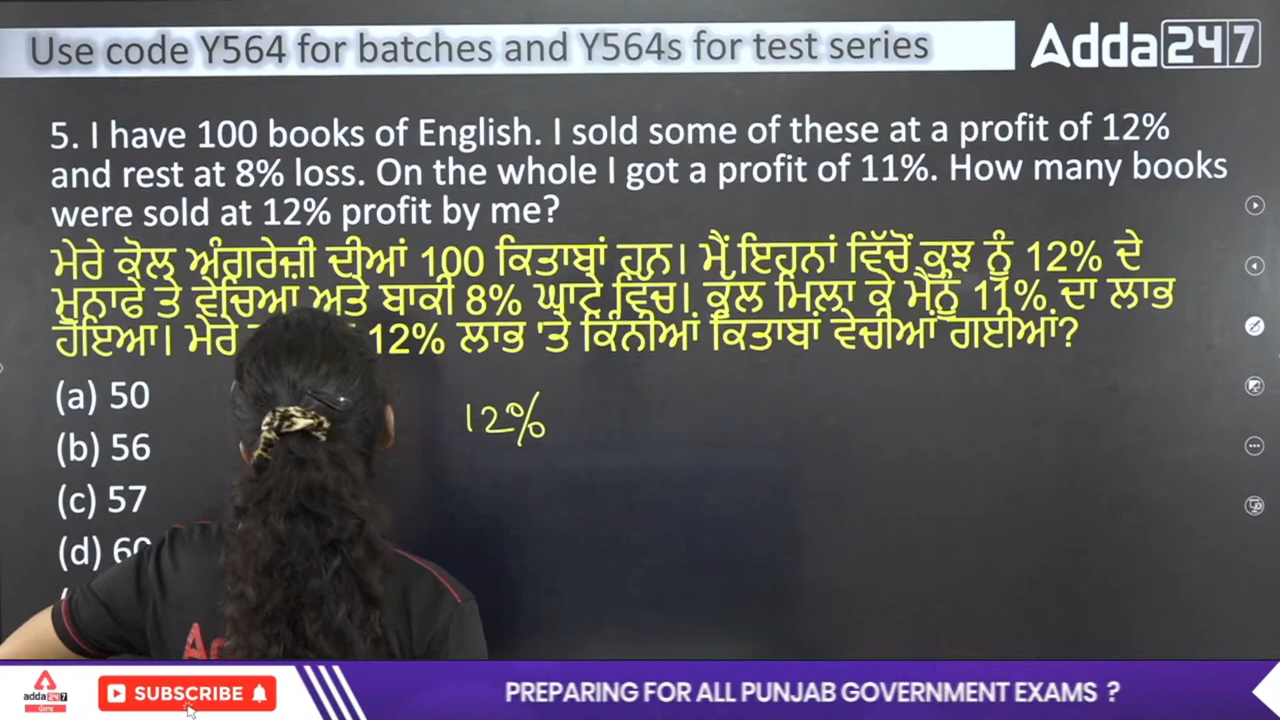 Use code Y564 for batches and Y564s for test series
Adda247
5. I have 100 books of English. I sold some of these at a profit of 12%
and rest at 8% loss. On the whole I got a profit of 11%. How many books
were sold at 12% profit by me?
ਮੇਰੇ ਕੋਲ ਅੰਗਰੇਜ਼ੀ ਦੀਆਂ 100 ਕਿਤਾਬਾਂ ਹਨ। ਮੈਂ ਇਹਨਾਂ ਵਿੱਚੋਂ ਕੁਝ ਨੂੰ 12% ਦੇ
ਮੁਨਾਫੇ ਤੇ ਵੇਚਿਆ ਅਤੇ ਬਾਕੀ 8% ਘਾਟੇ ਵਿਚ। ਕੁੱਲ ਮਿਲਾ ਕੇ ਮੈਨੂੰ 11% ਦਾ ਲਾਭ
ਹੋਇਆ। ਮੇਰੇ 12% ਲਾਭ 'ਤੇ ਕਿੰਨੀਆਂ ਕਿਤਾਬਾਂ ਵੇਚੀਆਂ ਗਈਆਂ?
(a) 50
12%
(b) 56
(c) 57
(d) 60
adda247
ਪੰਜਾਬ
SUBSCRIBE
PREPARING FOR ALL PUNJAB GOVERNMENT EXAMS ?